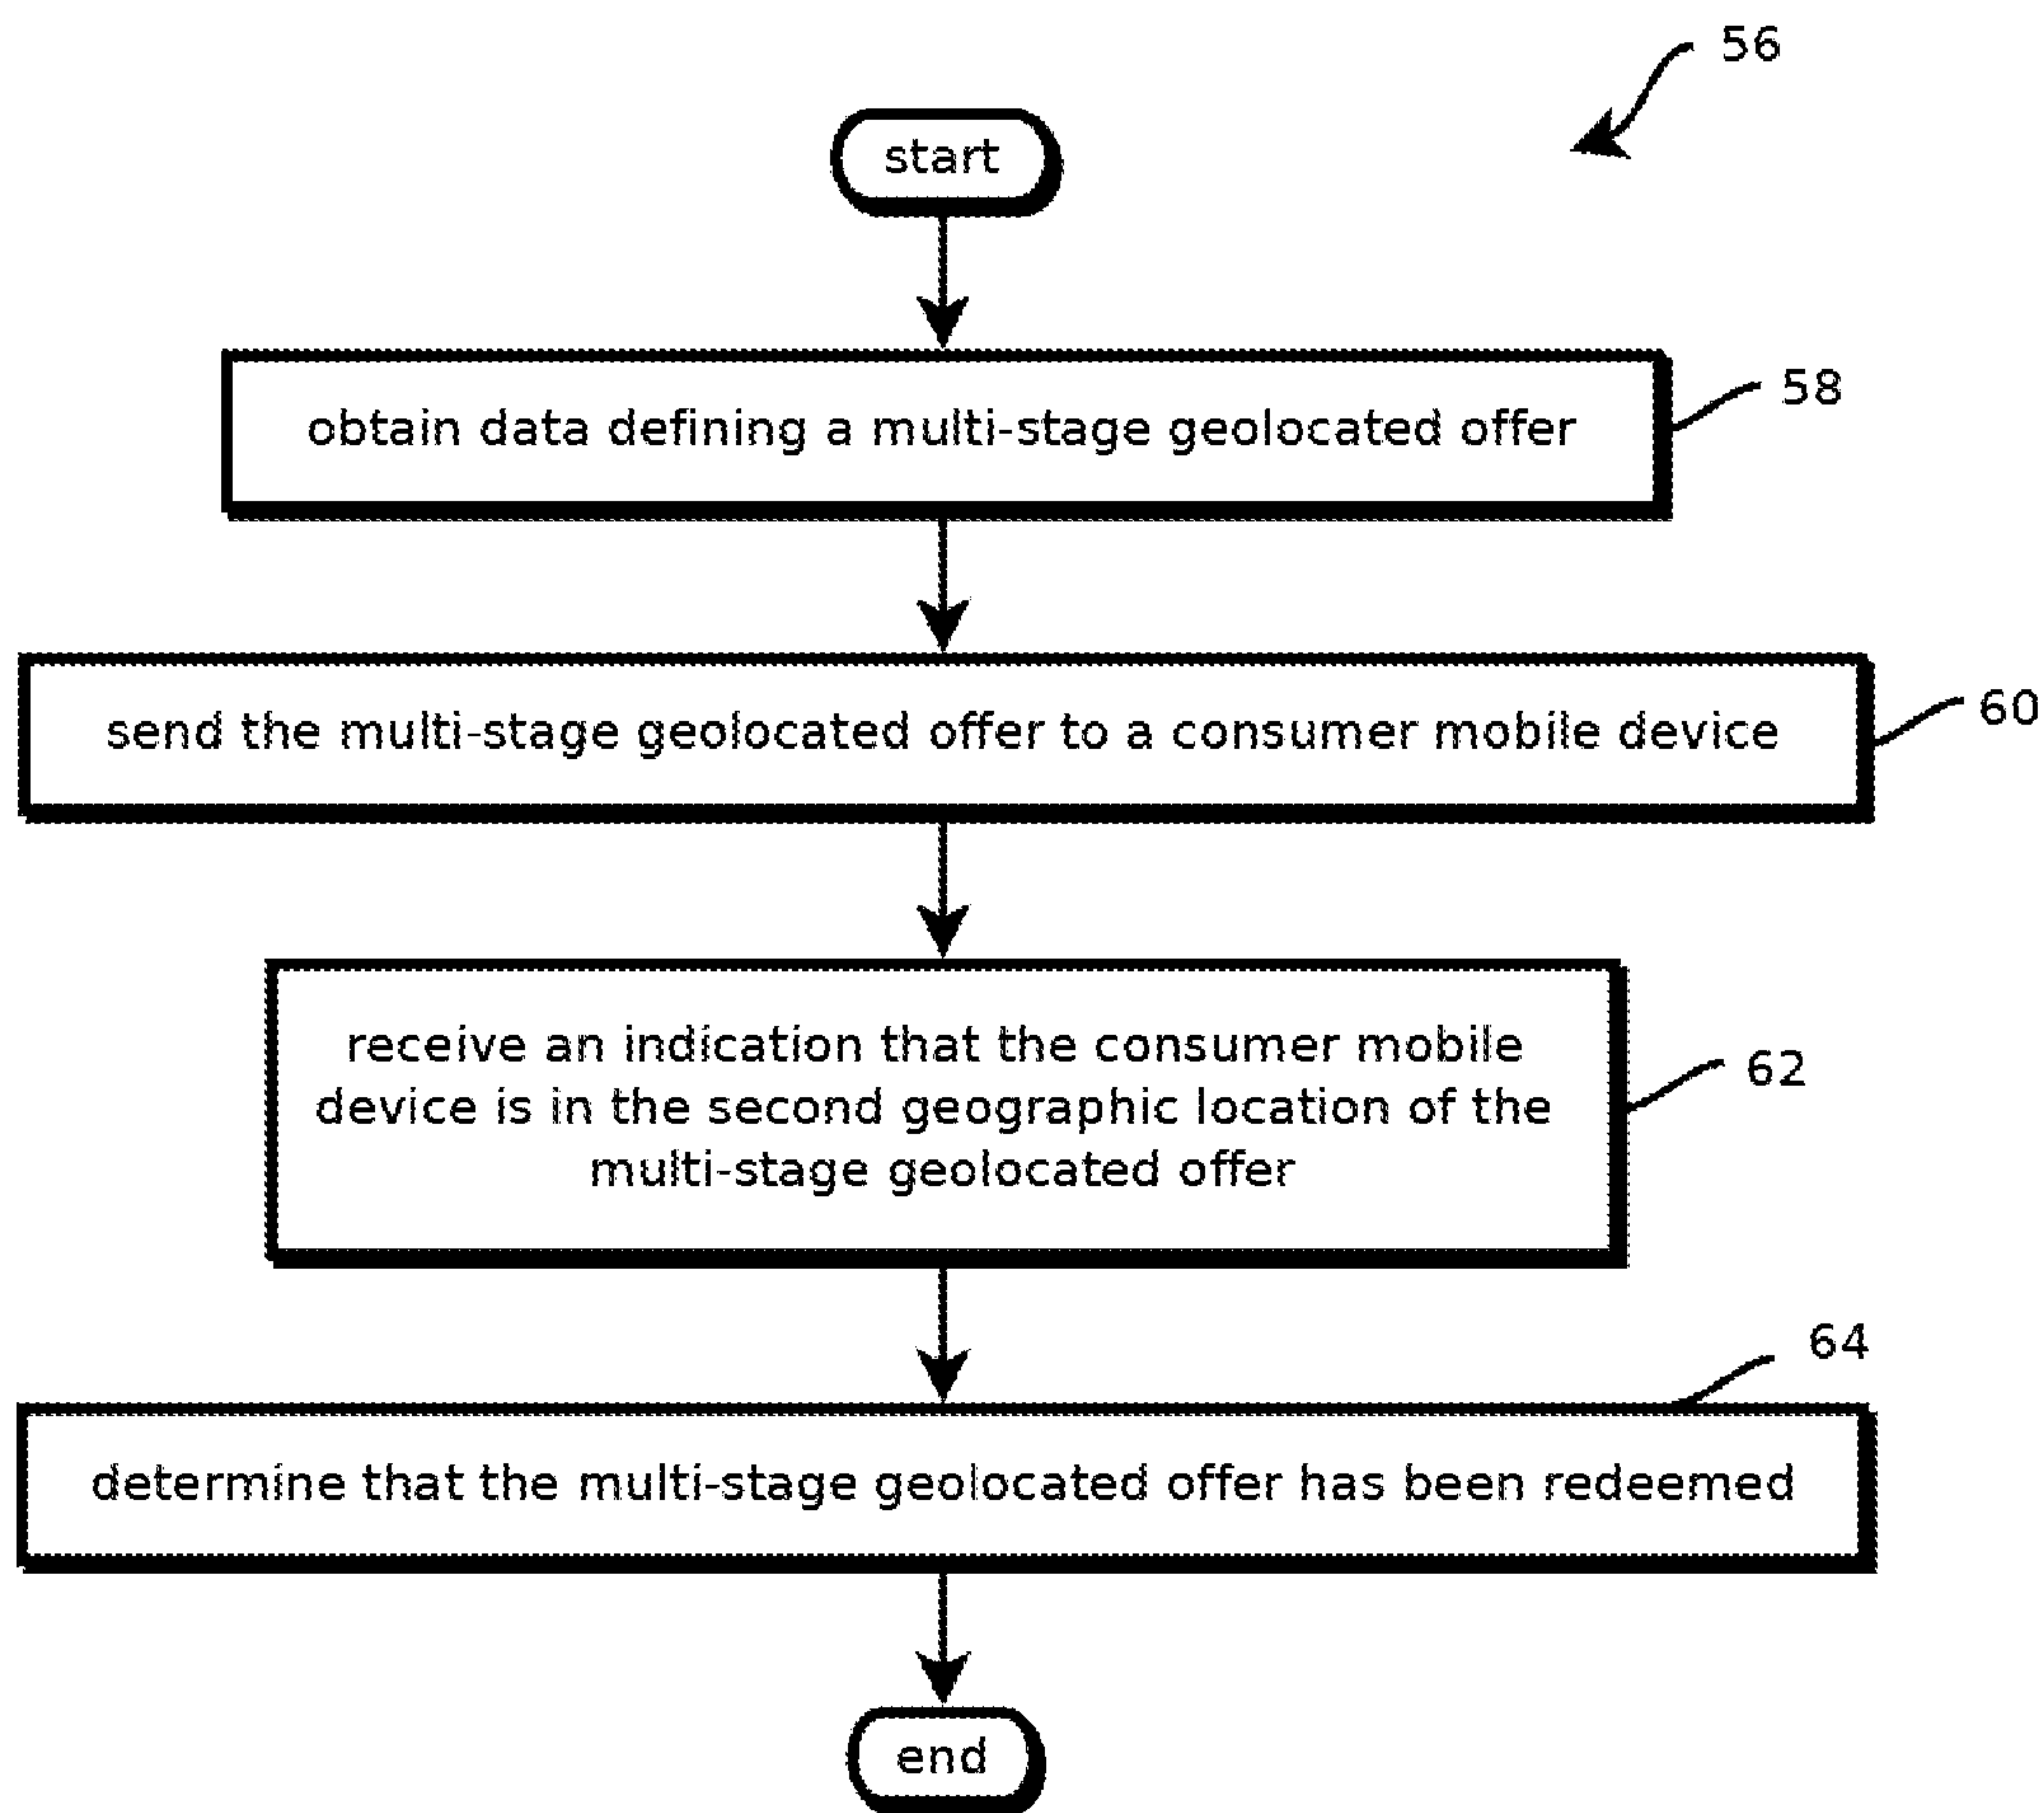 56
start
obtain data defining a multi-stage geolocated offer
58
send the multi-stage geolocated offer to a consumer mobile device
60
receive an indication that the consumer mobile
device is in the second geographic location of the
multi-stage geolocated offer
62
64
determine that the multi-stage geolocated offer has been redeemed
end